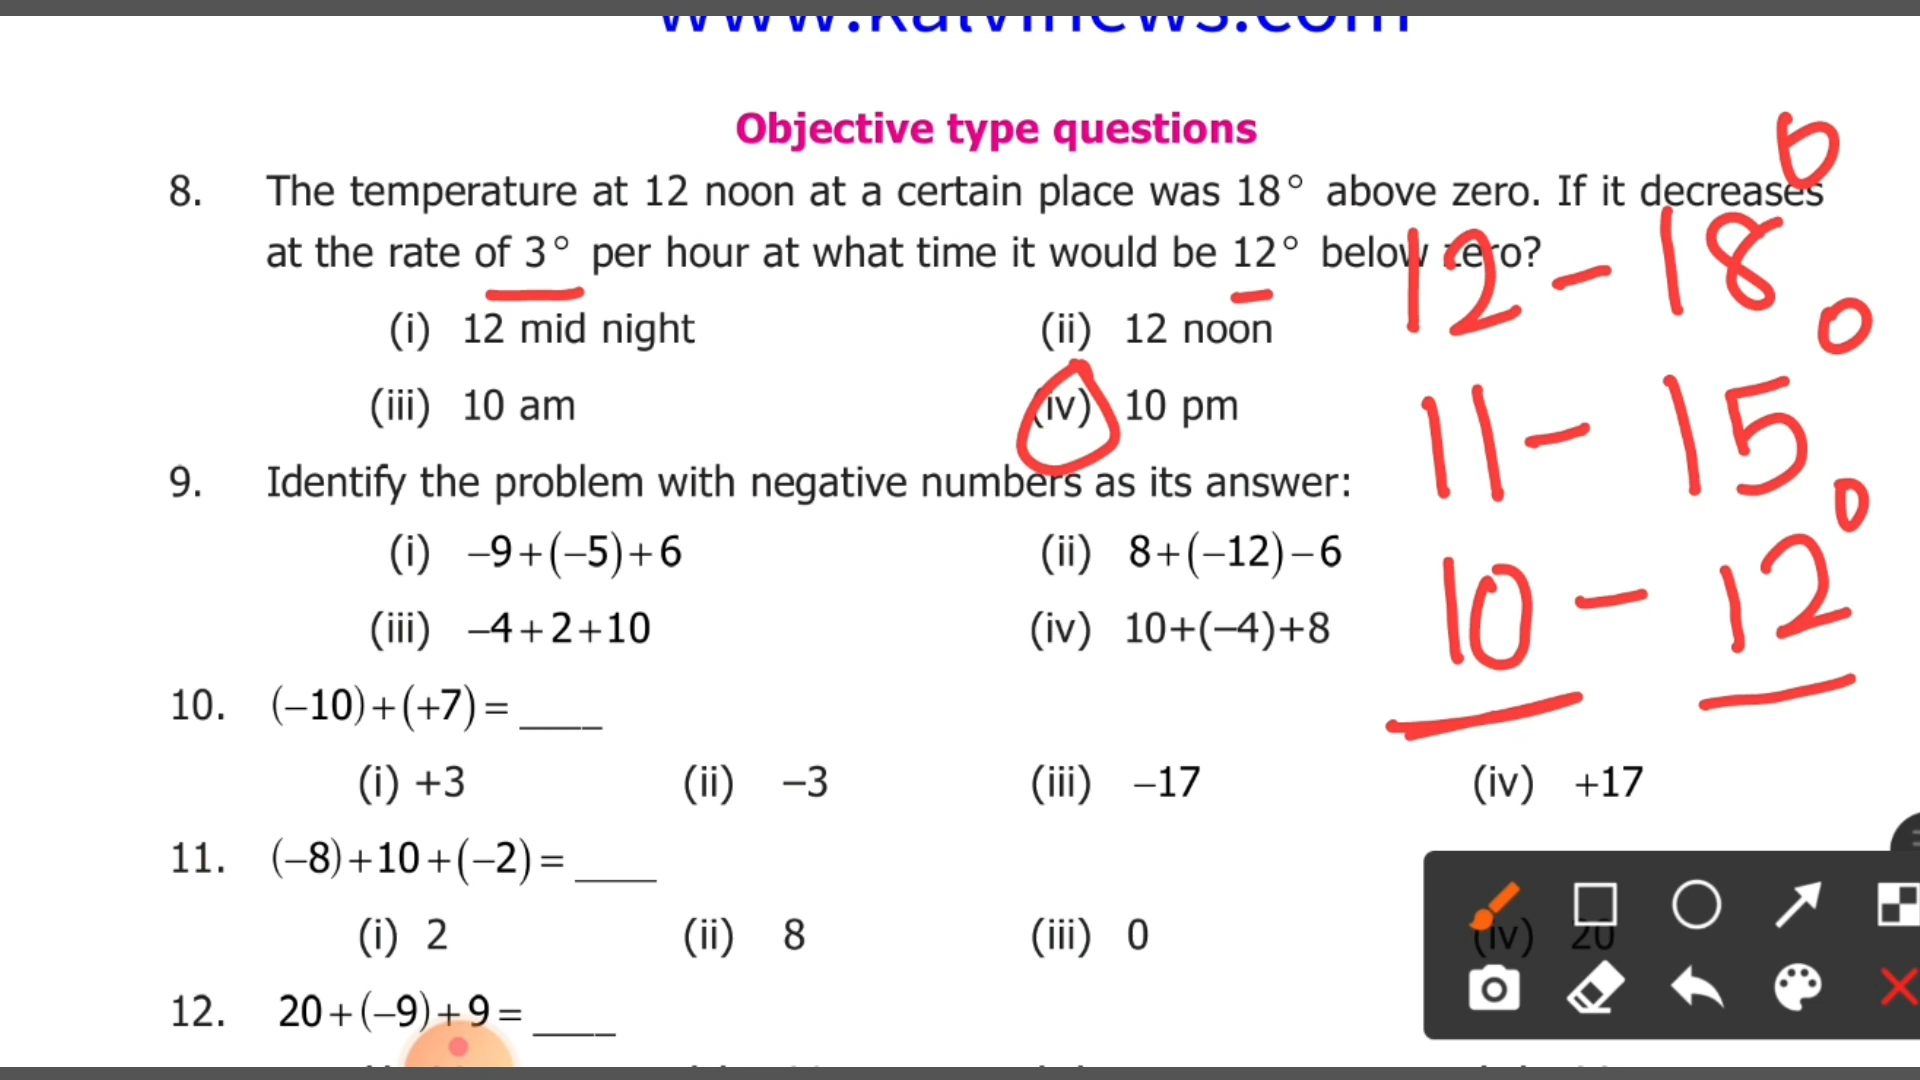 www.kalvinews.com
Objective type questions
8. The temperature at 12 noon at a certain place was 18° above zero. If it decreases
at the rate of 3° per hour at what time it would be 12° below zero?
(i) 12 mid night (ii) 12 noon
(iii) 10 am (iv) 10 pm
9. Identify the problem with negative numbers as its answer:
(i) –9+(–5)+6 (ii) 8+(–12)–6
(iii) –4+2+10 (iv) 10+(–4)+8
10. (–10)+(+7)= ____
(i) +3 (ii) –3 (iii) –17 (iv) +17
11. (–8)+10+(–2)= ____
(i) 2 (ii) 8 (iii) 0 (iv) 20
12. 20+(–9)+9= ____
12 – 18°
11 – 15°
10 – 12°